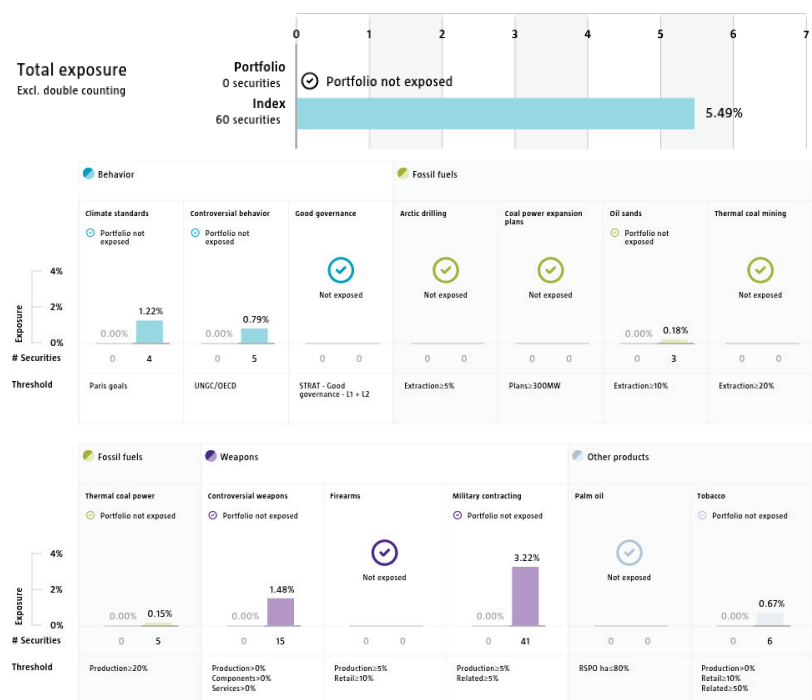 0 1 2 3 4 5 6 7
Total exposure
Excl. double counting
Portfolio
0 securities
Portfolio not exposed
Index
60 securities
5.49%
Behavior
Fossil fuels
Climate standards
Portfolio not
exposed
Controversial behavior
Portfolio not
exposed
Good governance
Not exposed
Arctic drilling
Not exposed
Coal power expansion
plans
Not exposed
Oil sands
Portfolio not
exposed
Thermal coal mining
Not exposed
Exposure
4%
2%
0%
0.00% 1.22%
0.00% 0.79%
0.00% 0.18%
# Securities 0 4 0 5 0 0 0 0 0 0 0 3 0 0
Threshold
Paris goals
UNGC/OECD
STRAT - Good
governance - L1 + L2
Extraction≥5%
Plans≥300MW
Extraction≥10%
Extraction≥20%
Fossil fuels
Weapons
Other products
Thermal coal power
Portfolio not exposed
Controversial weapons
Portfolio not exposed
Firearms
Not exposed
Military contracting
Portfolio not exposed
Palm oil
Not exposed
Tobacco
Portfolio not exposed
Exposure
4%
2%
0%
0.00% 0.15%
0.00% 1.48%
0.00% 3.22%
0.00% 0.67%
# Securities 0 5 0 15 0 0 0 41 0 0 0 6
Threshold
Production≥20%
Production>0%
Components>0%
Services>0%
Production≥5%
Retail≥10%
Production≥5%
Related≥5%
RSPO ha≤80%
Production>0%
Retail≥10%
Related≥50%